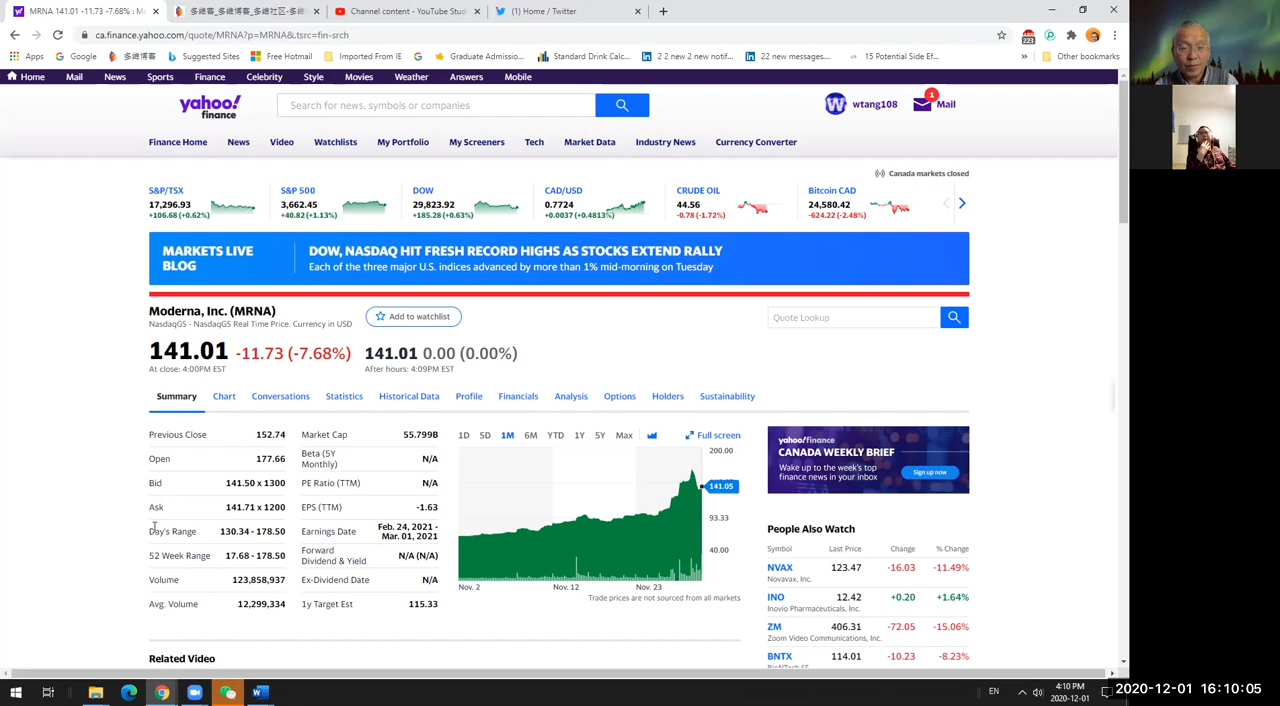 MRNA 141.01 -11.73 -7.68% : M
多維客_多維博客_多维社区-多維
Channel content - YouTube Stud
(1) Home / Twitter
ca.finance.yahoo.com/quote/MRNA?p=MRNA&.tsrc=fin-srch
223
Apps
Google
多維博客
Suggested Sites
Free Hotmail
Imported From IE
Graduate Admissio...
Standard Drink Calc...
2 2 new 2 new notif...
22 new messages....
15 Potential Side Ef...
»
Other bookmarks
Home Mail News Sports Finance Celebrity Style Movies Weather Answers Mobile
yahoo!
finance
Search for news, symbols or companies
W wtang108
1
Mail
Finance Home News Video Watchlists My Portfolio My Screeners Tech Market Data Industry News Currency Converter
Canada markets closed
S&P/TSX S&P 500 DOW CAD/USD CRUDE OIL Bitcoin CAD
17,296.93 3,662.45 29,823.92 0.7724 44.56 24,580.42
+106.68 (+0.62%) +40.82 (+1.13%) +185.28 (+0.63%) +0.0037 (+0.4813%) -0.78 (-1.72%) -624.22 (-2.48%)
MARKETS LIVE
BLOG
DOW, NASDAQ HIT FRESH RECORD HIGHS AS STOCKS EXTEND RALLY
Each of the three major U.S. indices advanced by more than 1% mid-morning on Tuesday
Moderna, Inc. (MRNA)
NasdaqGS - NasdaqGS Real Time Price. Currency in USD
Add to watchlist
Quote Lookup
141.01 -11.73 (-7.68%) 141.01 0.00 (0.00%)
At close: 4:00PM EST After hours: 4:09PM EST
Summary Chart Conversations Statistics Historical Data Profile Financials Analysis Options Holders Sustainability
Previous Close 152.74
Open 177.66
Bid 141.50 x 1300
Ask 141.71 x 1200
Day's Range 130.34 - 178.50
52 Week Range 17.68 - 178.50
Volume 123,858,937
Avg. Volume 12,299,334
Market Cap 55.799B
Beta (5Y
Monthly) N/A
PE Ratio (TTM) N/A
EPS (TTM) -1.63
Earnings Date Feb. 24, 2021 -
Mar. 01, 2021
Forward
Dividend & Yield N/A (N/A)
Ex-Dividend Date N/A
1y Target Est 115.33
1D 5D 1M 6M YTD 1Y 5Y Max Full screen
200.00
141.05
93.33
40.00
Nov. 2 Nov. 12 Nov. 23
Trade prices are not sourced from all markets
yahoo!finance
CANADA WEEKLY BRIEF
Wake up to the week's top
finance news in your inbox
Sign up now
People Also Watch
Symbol Last Price Change % Change
NVAX 123.47 -16.03 -11.49%
Novavax, Inc.
INO 12.42 +0.20 +1.64%
Inovio Pharmaceuticals, Inc.
ZM 406.31 -72.05 -15.06%
Zoom Video Communications, Inc.
BNTX 114.01 -10.23 -8.23%
Related Video
EN
4:10 PM
2020-12-01
2020-12-01 16:10:05